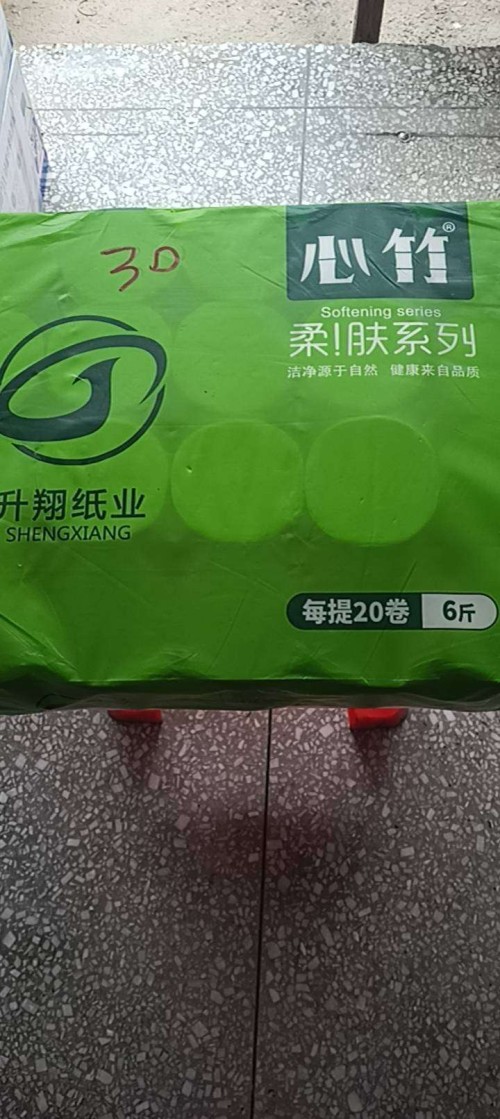 30
心竹®
Softening series
柔!肤系列
洁净源于自然 健康来自品质
升翔纸业
SHENGXIANG
每提20卷 6斤